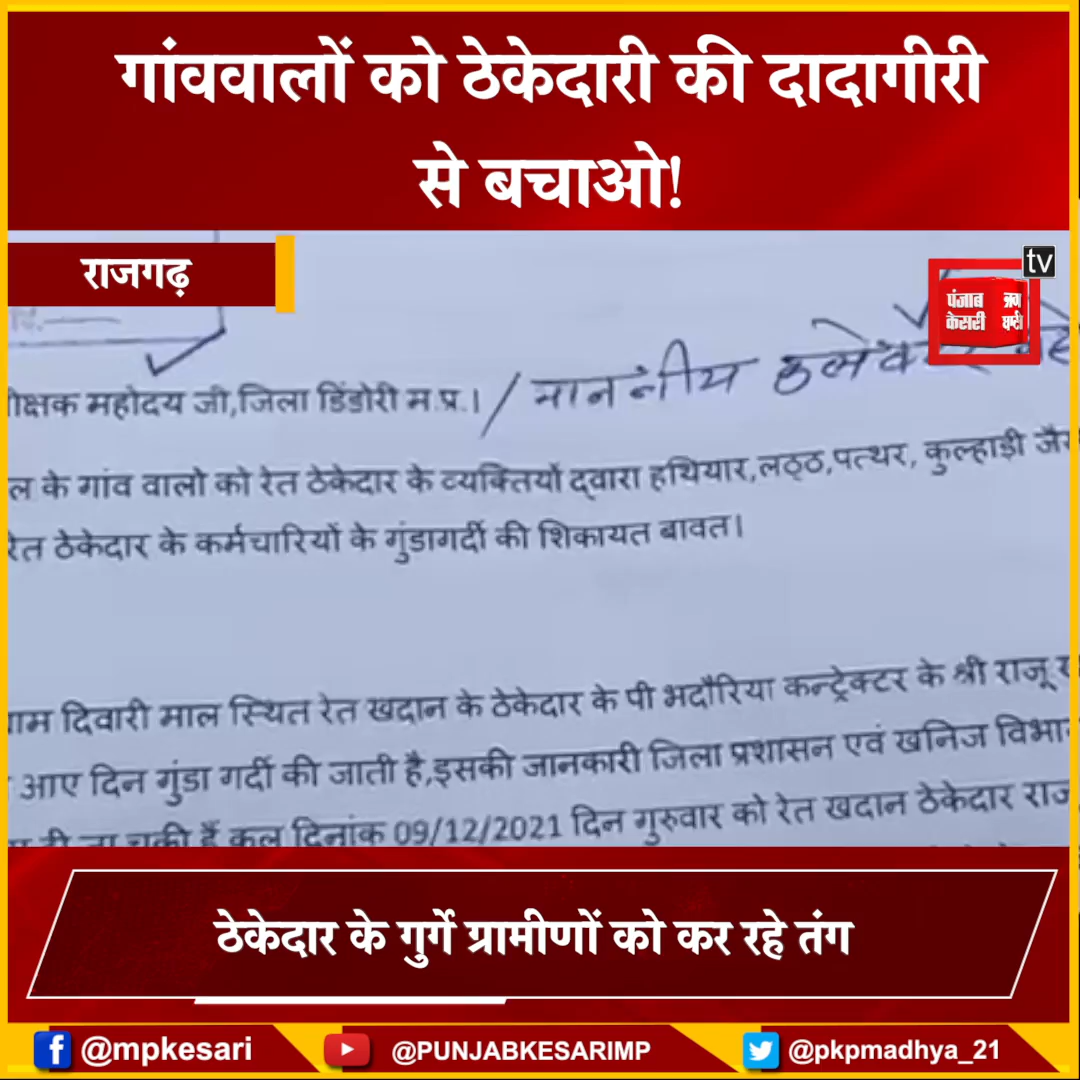 गांववालों को ठेकेदारी की दादागीरी
से बचाओ!
राजगढ़
tv
पंजाब
केसरी
महोदय जी,जिला डिंडोरी म.प्र.। / माननीय
के गांव वालो को रेत ठेकेदार के व्यक्तियों द्वारा हथियार,लठ्ठ,पत्थर, कुल्हाड़ी
ठेकेदार के कर्मचारियों के गुंडागर्दी की शिकायत बावत।
दिवारी माल स्थित रेत खदान के ठेकेदार के पी भदौरिया कन्ट्रेक्टर के श्री राजू
आए दिन गुंडा गर्दी की जाती है,इसकी जानकारी जिला प्रशासन एवं खनिज
चुकी हैं कल दिनांक 09/12/2021 दिन गुरुवार को रेत खदान ठेकेदार
ठेकेदार के गुर्गे ग्रामीणों को कर रहे तंग
@mpkesari
@PUNJABKESARIMP
@pkpmadhya_21